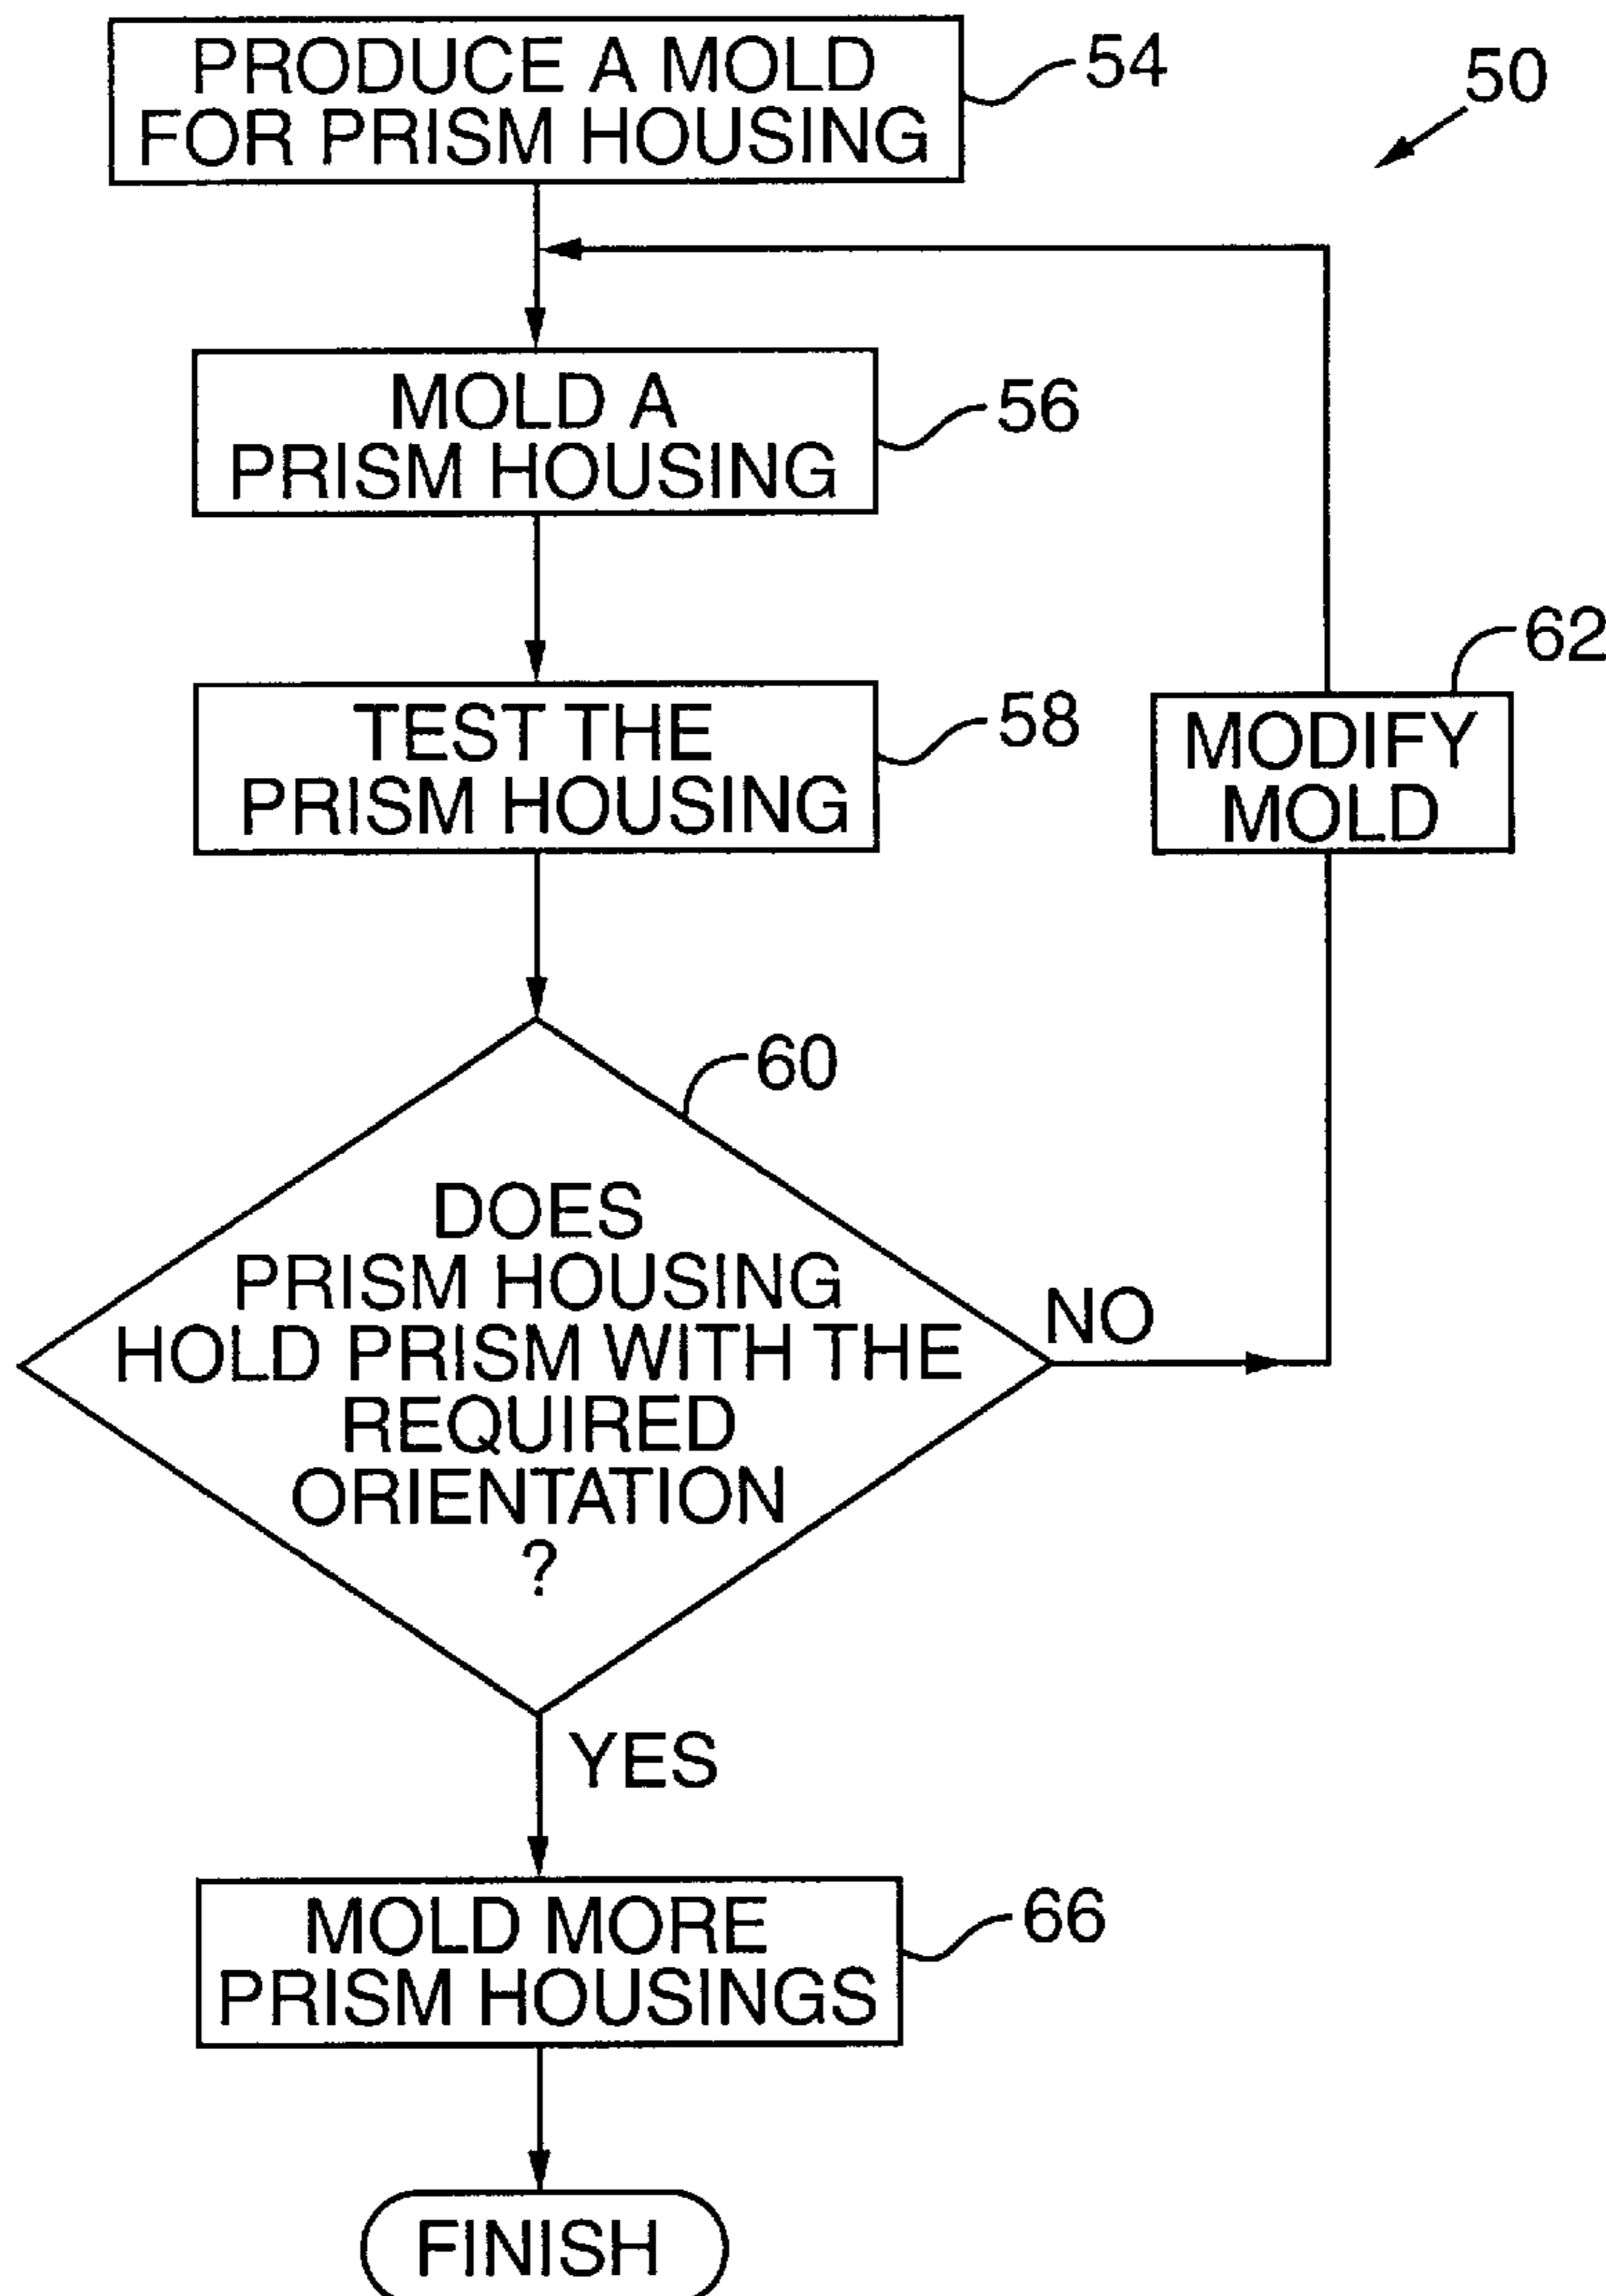 PRODUCE A MOLD
FOR PRISM HOUSING
54
50
MOLD A
PRISM HOUSING
56
TEST THE
PRISM HOUSING
58
62
MODIFY
MOLD
60
DOES
PRISM HOUSING
HOLD PRISM WITH THE
REQUIRED
ORIENTATION
?
NO
YES
MOLD MORE
PRISM HOUSINGS
66
FINISH